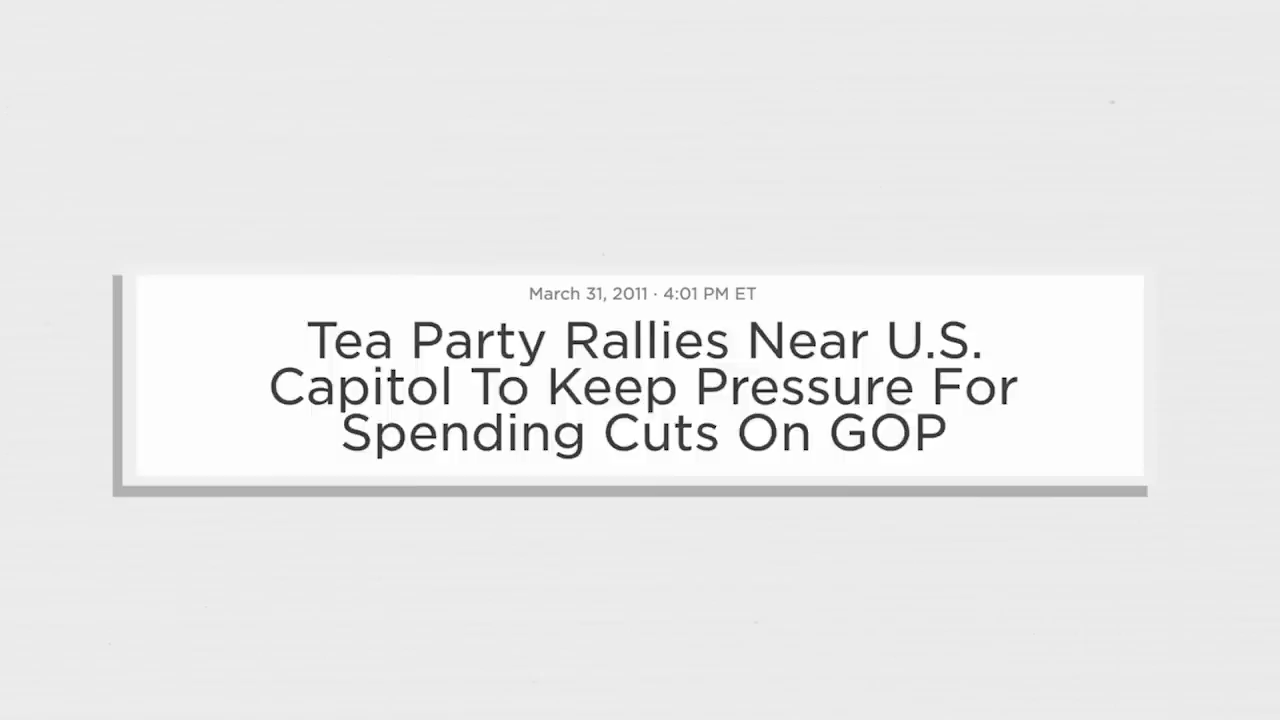 March 31, 2011 · 4:01 PM ET
Tea Party Rallies Near U.S.
Capitol To Keep Pressure For
Spending Cuts On GOP